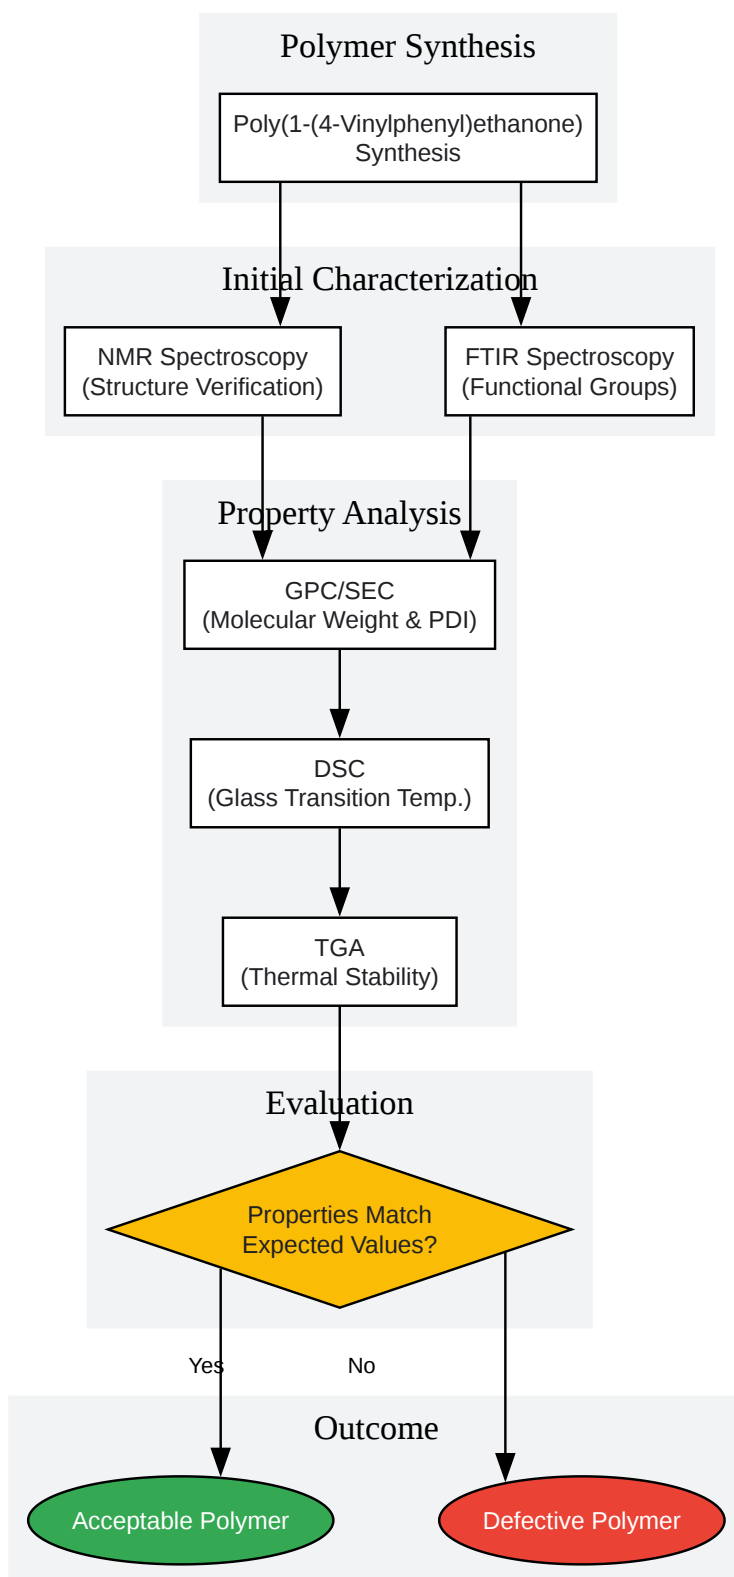 Polymer Synthesis
Poly(1-(4-Vinylphenyl)ethanone)
Synthesis
Initial Characterization
NMR Spectroscopy
(Structure Verification)
FTIR Spectroscopy
(Functional Groups)
Property Analysis
GPC/SEC
(Molecular Weight & PDI)
DSC
(Glass Transition Temp.)
TGA
(Thermal Stability)
Evaluation
Properties Match
Expected Values?
Yes
No
Outcome
Acceptable Polymer
Defective Polymer